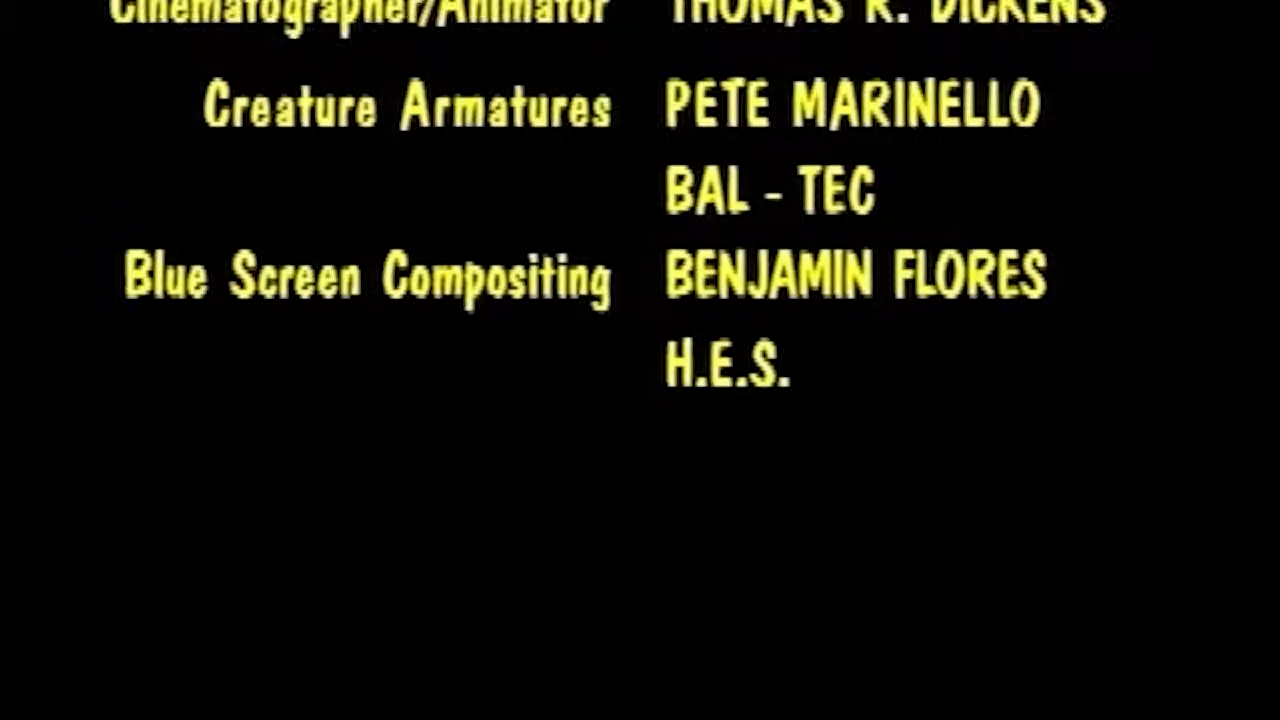 Cinematographer/Animator THOMAS R. DICKENS
Creature Armatures PETE MARINELLO
BAL - TEC
Blue Screen Compositing BENJAMIN FLORES
H.E.S.